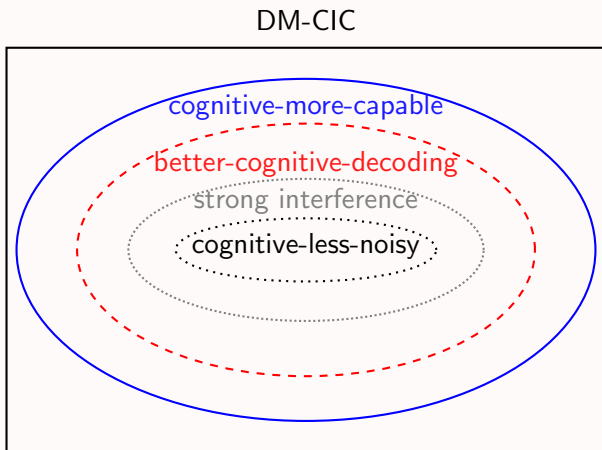 DM-CIC
cognitive-more-capable
better-cognitive-decoding
strong interference
cognitive-less-noisy